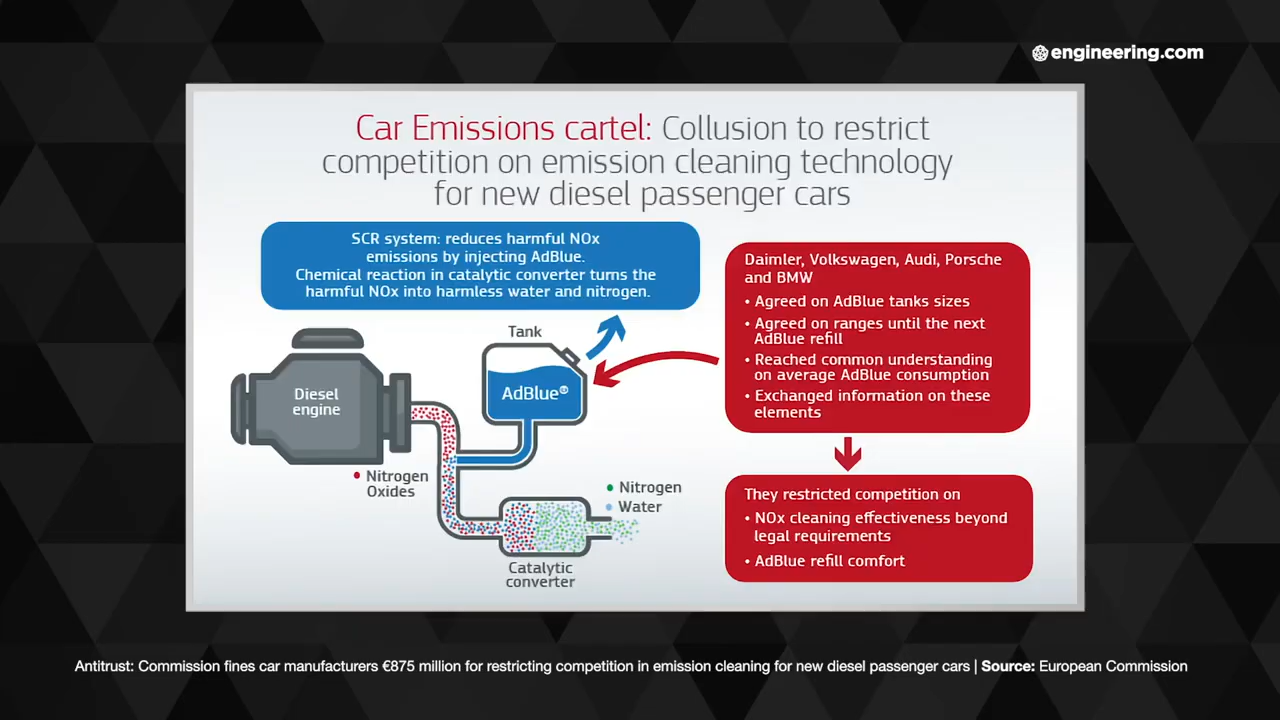 engineering.com
Car Emissions cartel: Collusion to restrict
competition on emission cleaning technology
for new diesel passenger cars
SCR system: reduces harmful NOx
emissions by injecting AdBlue.
Chemical reaction in catalytic converter turns the
harmful NOx into harmless water and nitrogen.
Daimler, Volkswagen, Audi, Porsche
and BMW
• Agreed on AdBlue tanks sizes
• Agreed on ranges until the next
AdBlue refill
• Reached common understanding
on average AdBlue consumption
• Exchanged information on these
elements
Tank
AdBlue®
Diesel
engine
• Nitrogen
Oxides
• Nitrogen
• Water
Catalytic
converter
They restricted competition on
• NOx cleaning effectiveness beyond
legal requirements
• AdBlue refill comfort
Antitrust: Commission fines car manufacturers €875 million for restricting competition in emission cleaning for new diesel passenger cars | Source: European Commission